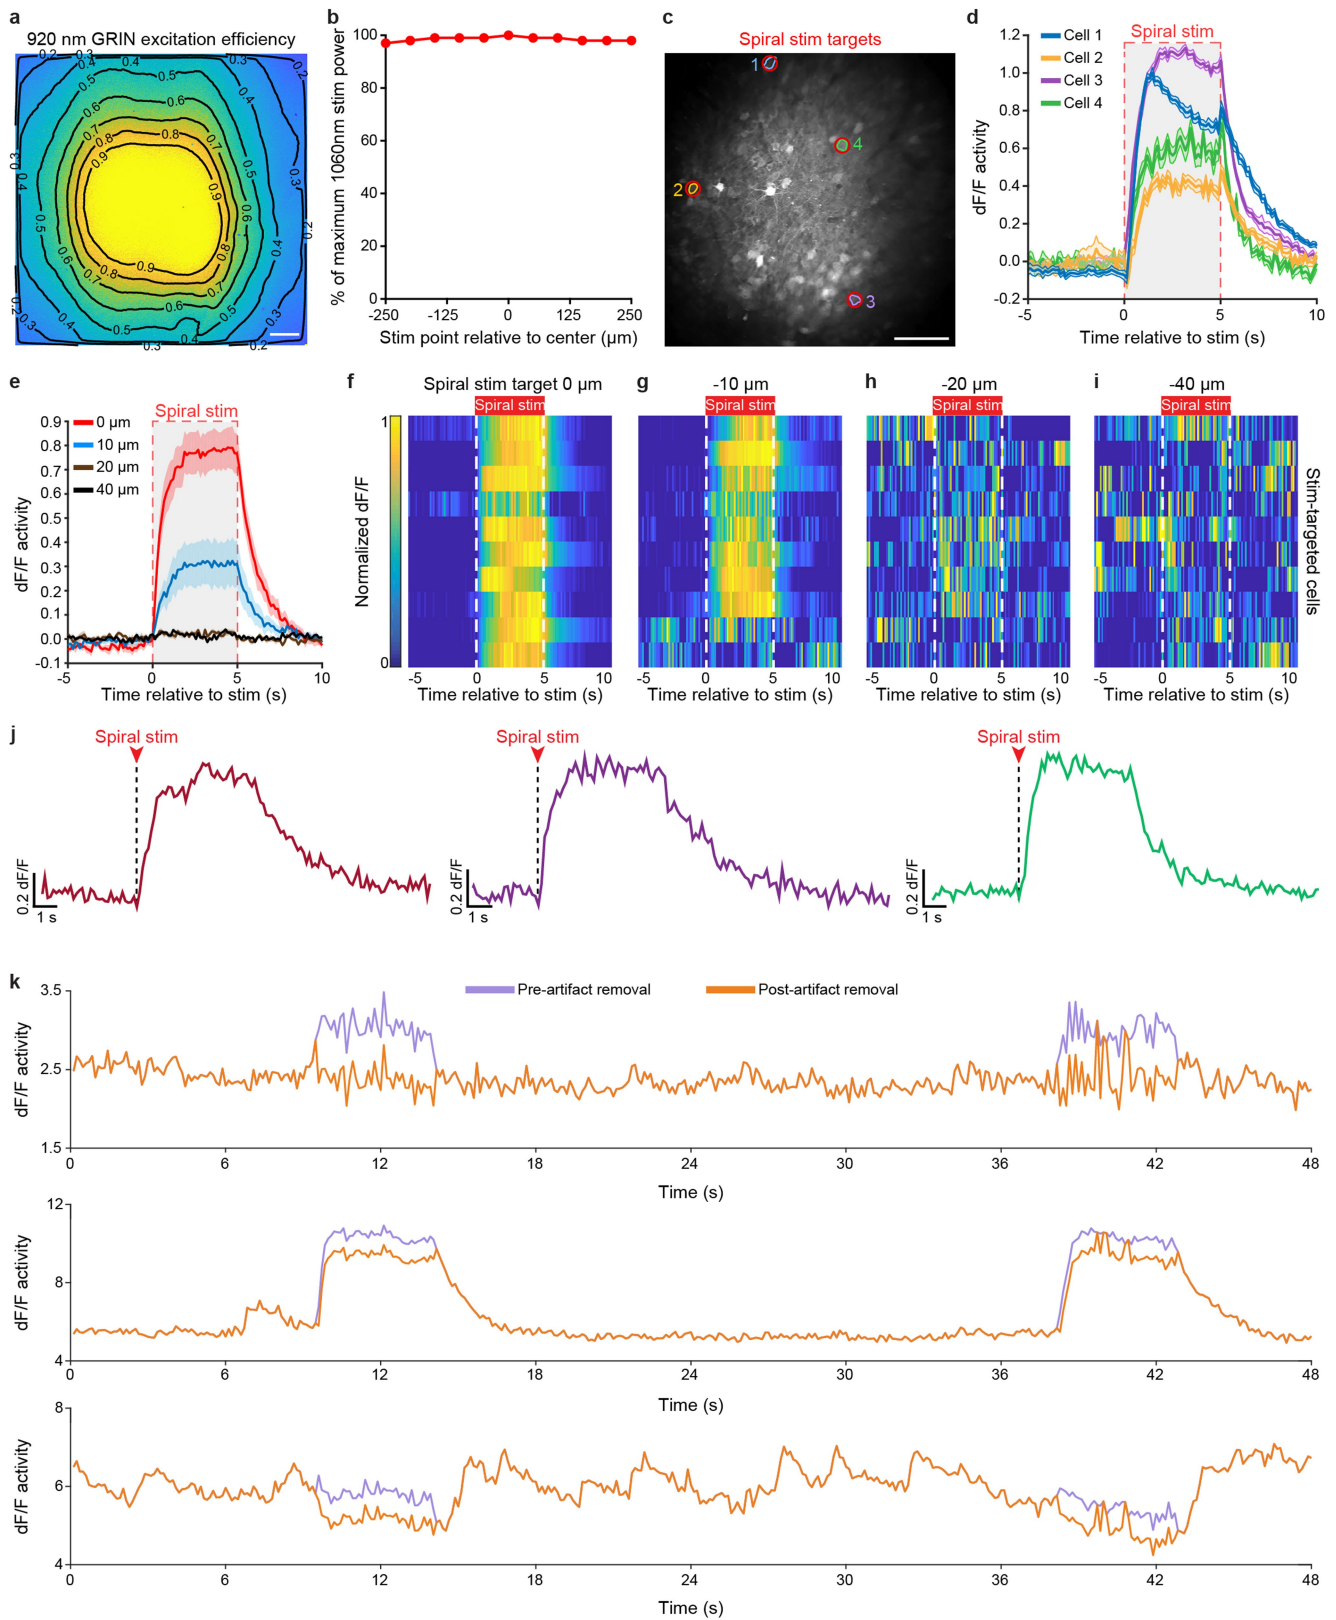 a
920 nm GRIN excitation efficiency
0.2
0.3
0.4
0.5
0.6
0.7
0.8
0.9
b
% of maximum 1060nm stim power
100
80
60
40
20
0
-250 -125 0 125 250
Stim point relative to center (µm)
c
Spiral stim targets
1
4
2
3
d
Spiral stim
dF/F activity
1.2
1.0
0.8
0.6
0.4
0.2
0.0
-0.2
Cell 1
Cell 2
Cell 3
Cell 4
-5 0 5 10
Time relative to stim (s)
e
Spiral stim
dF/F activity
0.9
0.8
0.7
0.6
0.5
0.4
0.3
0.2
0.1
0.0
-0.1
0 µm
10 µm
20 µm
40 µm
-5 0 5 10
Time relative to stim (s)
f
Spiral stim target 0 µm
Spiral stim
Normalized dF/F
1
0
-5 0 5 10
Time relative to stim (s)
g
-10 µm
Spiral stim
-5 0 5 10
Time relative to stim (s)
h
-20 µm
Spiral stim
-5 0 5 10
Time relative to stim (s)
i
-40 µm
Spiral stim
-5 0 5 10
Time relative to stim (s)
Stim-targeted cells
j
Spiral stim
0.2 dF/F
1 s
Spiral stim
0.2 dF/F
1 s
Spiral stim
0.2 dF/F
1 s
k
Pre-artifact removal
Post-artifact removal
dF/F activity
3.5
2.5
1.5
0 6 12 18 24 30 36 42 48
Time (s)
dF/F activity
12
8
4
0 6 12 18 24 30 36 42 48
Time (s)
dF/F activity
8
6
4
0 6 12 18 24 30 36 42 48
Time (s)